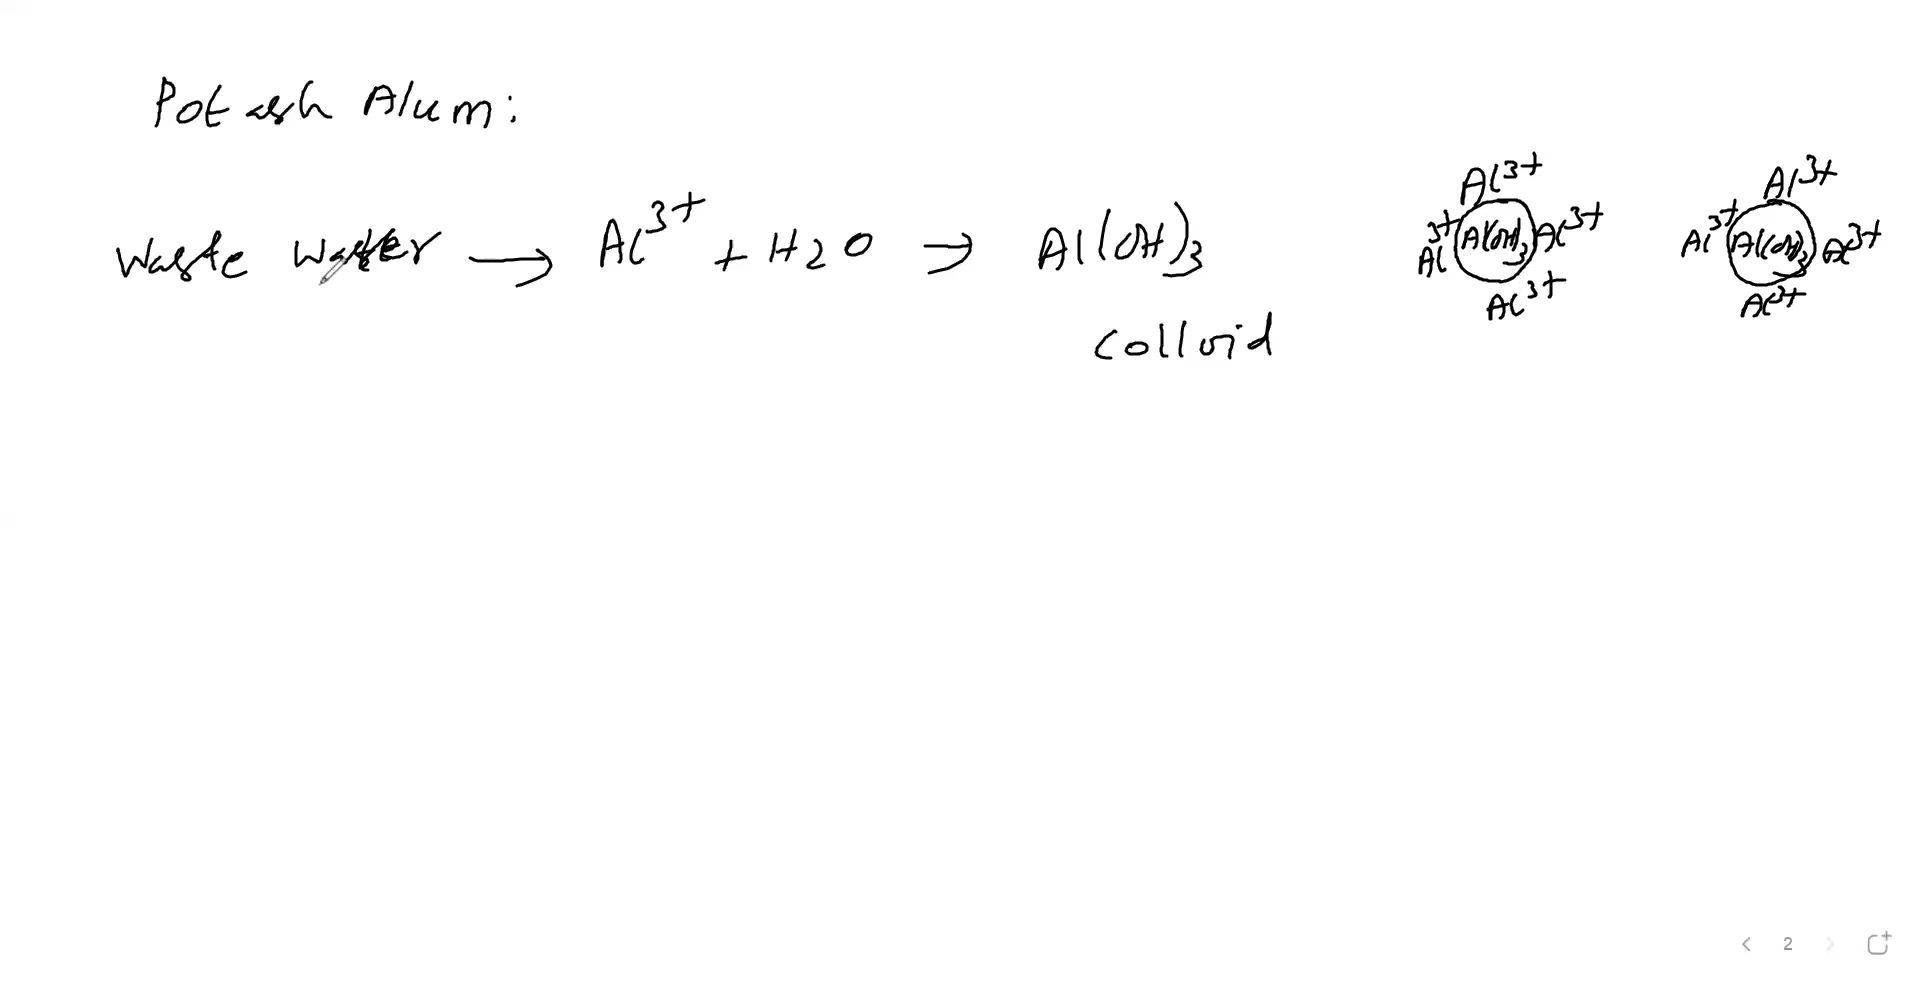 Potash Alum:
Waste Water → Al³⁺ + H2O → Al(OH)3
colloid
Al³⁺
Al³⁺ Al(OH)3 Al³⁺
Al³⁺
Al³⁺
Al³⁺ Al(OH)3 Al³⁺
Al³⁺
2